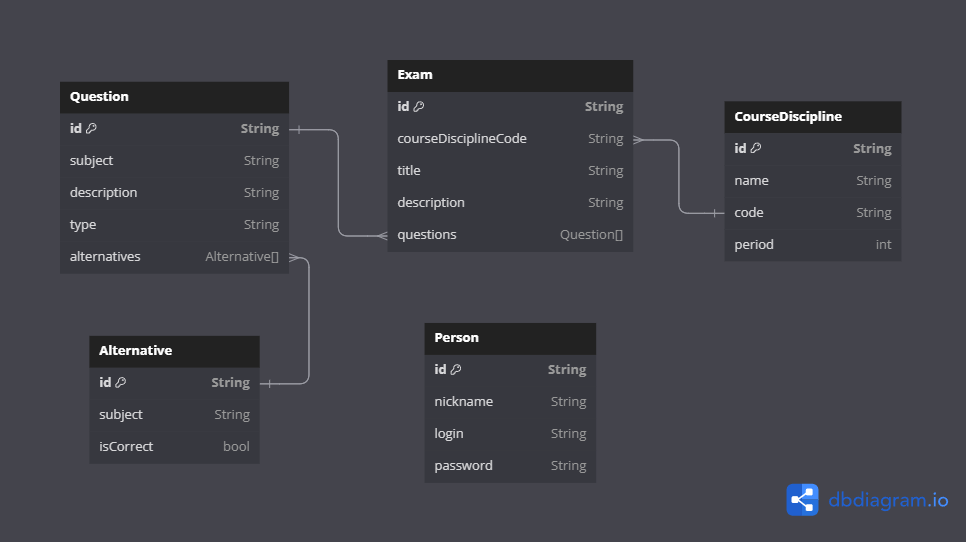 Question
id String
subject String
description String
type String
alternatives Alternative[]
Exam
id String
courseDisciplineCode String
title String
description String
questions Question[]
CourseDiscipline
id String
name String
code String
period int
Alternative
id String
subject String
isCorrect bool
Person
id String
nickname String
login String
password String
dbdiagram.io